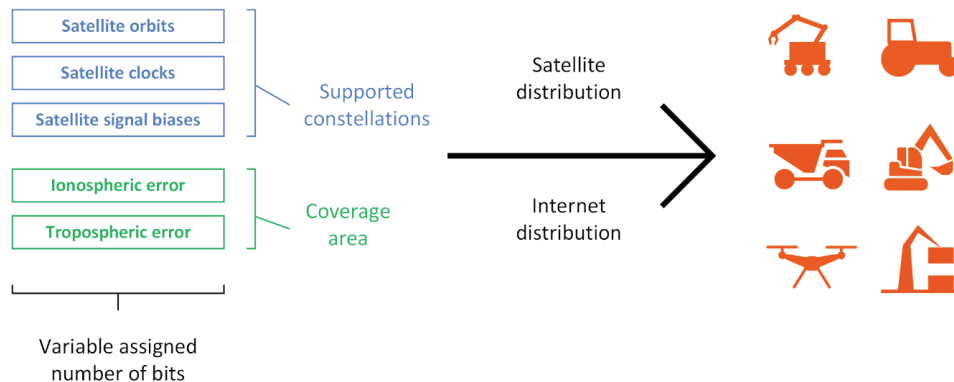 Satellite orbits
Satellite clocks
Satellite signal biases
Supported
constellations
Ionospheric error
Tropospheric error
Coverage
area
Variable assigned
number of bits
Satellite
distribution
Internet
distribution